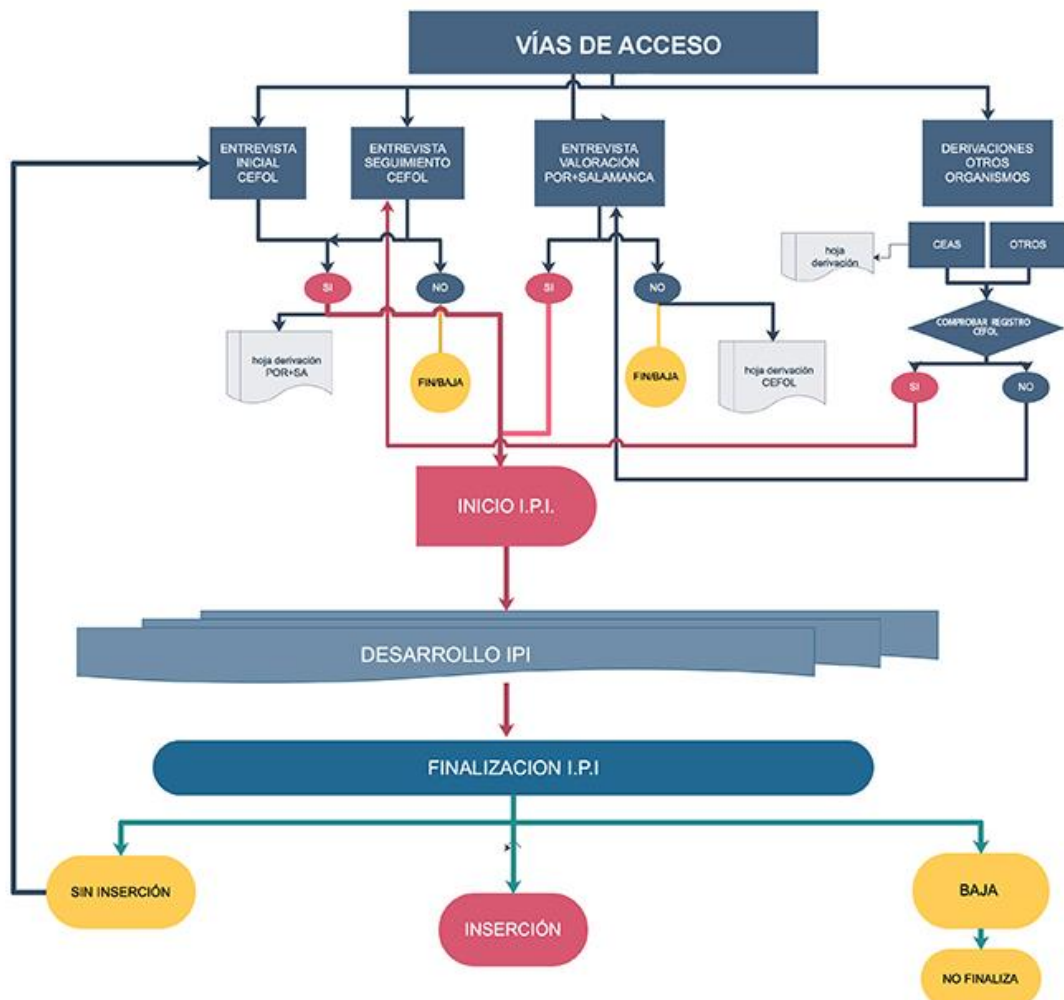 VÍAS DE ACCESO
ENTREVISTA
INICIAL
CEFOL
ENTREVISTA
SEGUIMIENTO
CEFOL
ENTREVISTA
VALORACIÓN
POR+SALAMANCA
DERIVACIONES
OTROS
ORGANISMOS
hoja
derivación
CEAS
OTROS
SI
NO
SI
NO
COMPROBAR REGISTRO
CEFOL
hoja derivación
POR+SA
FIN/BAJA
FIN/BAJA
hoja derivación
CEFOL
SI
NO
INICIO I.P.I.
DESARROLLO IPI
FINALIZACION I.P.I
SIN INSERCIÓN
INSERCIÓN
BAJA
NO FINALIZA